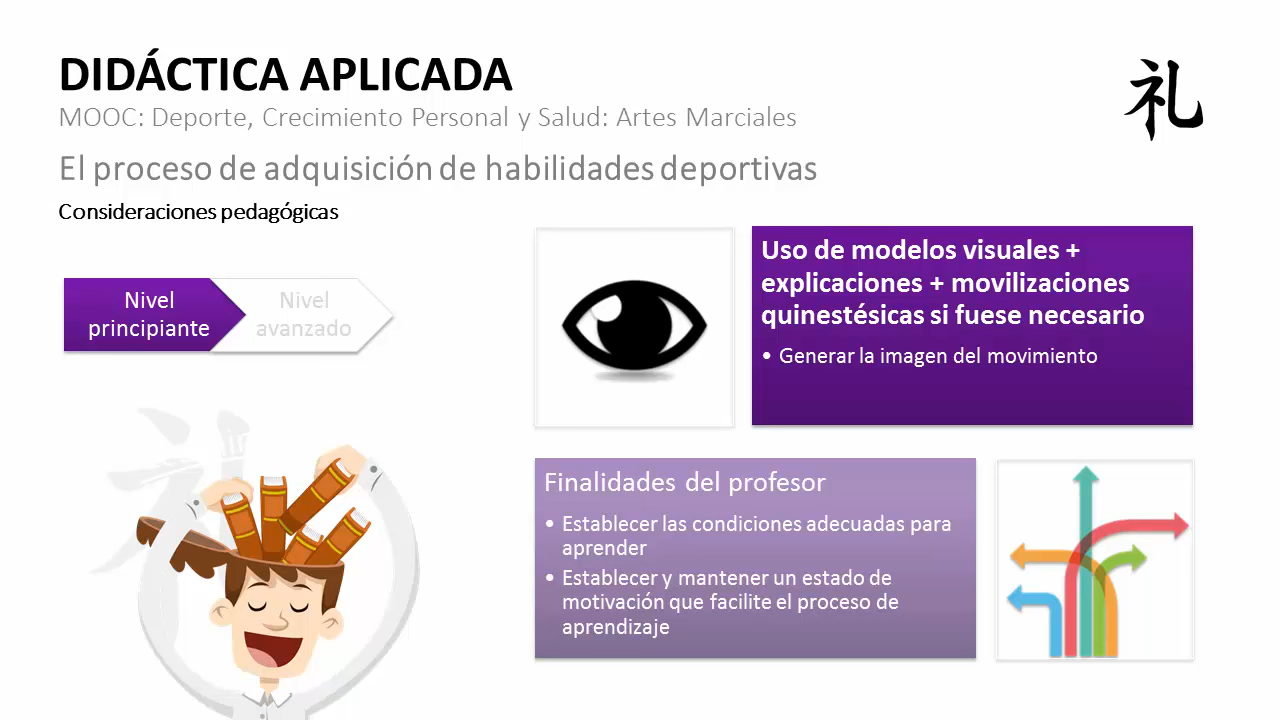 DIDÁCTICA APLICADA
礼
MOOC: Deporte, Crecimiento Personal y Salud: Artes Marciales
El proceso de adquisición de habilidades deportivas
Consideraciones pedagógicas
Nivel
principiante
Nivel
avanzado
Uso de modelos visuales +
explicaciones + movilizaciones
quinestésicas si fuese necesario
• Generar la imagen del movimiento
礼
Finalidades del profesor
• Establecer las condiciones adecuadas para
aprender
• Establecer y mantener un estado de
motivación que facilite el proceso de
aprendizaje